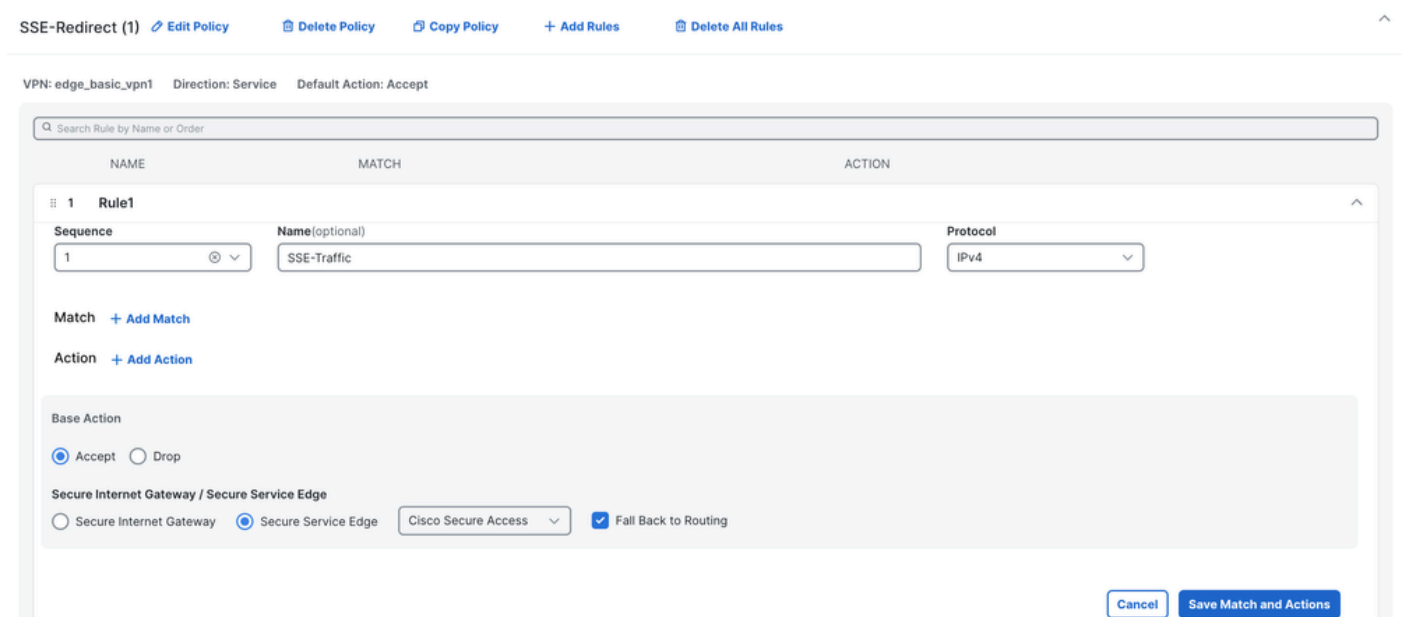 SSE-Redirect (1) Edit Policy Delete Policy Copy Policy + Add Rules Delete All Rules
VPN: edge_basic_vpn1 Direction: Service Default Action: Accept
Search Rule by Name or Order
NAME MATCH ACTION
1 Rule1
Sequence Name(optional) Protocol
1 SSE-Traffic IPv4
Match + Add Match
Action + Add Action
Base Action
Accept Drop
Secure Internet Gateway / Secure Service Edge
Secure Internet Gateway Secure Service Edge Cisco Secure Access Fall Back to Routing
Cancel Save Match and Actions